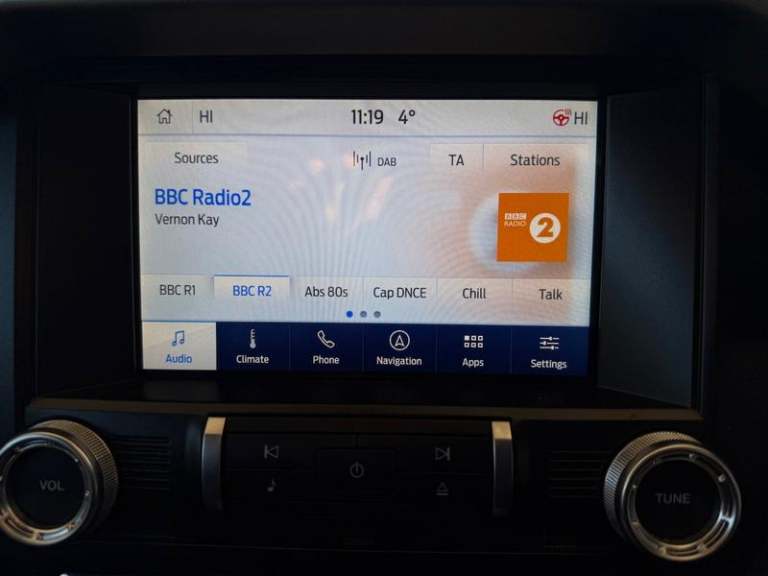 HI 11:19 4° HI
Sources DAB TA Stations
BBC Radio2
Vernon Kay
BBC RADIO 2
BBC R1 BBC R2 Abs 80s Cap DNCE Chill Talk
Audio Climate Phone Navigation Apps Settings
VOL TUNE